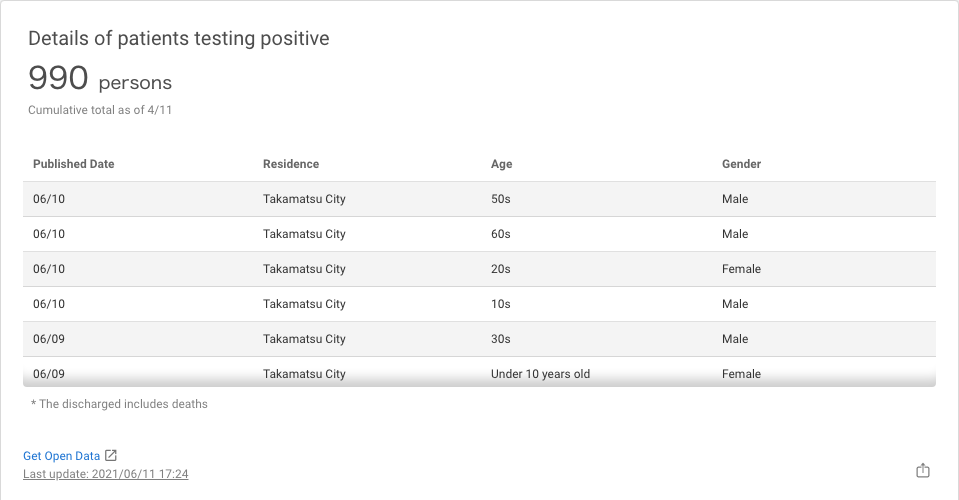 Details of patients testing positive
990 persons
Cumulative total as of 4/11
Published Date Residence Age Gender
06/10 Takamatsu City 50s Male
06/10 Takamatsu City 60s Male
06/10 Takamatsu City 20s Female
06/10 Takamatsu City 10s Male
06/09 Takamatsu City 30s Male
06/09 Takamatsu City Under 10 years old Female
* The discharged includes deaths
Get Open Data
Last update: 2021/06/11 17:24